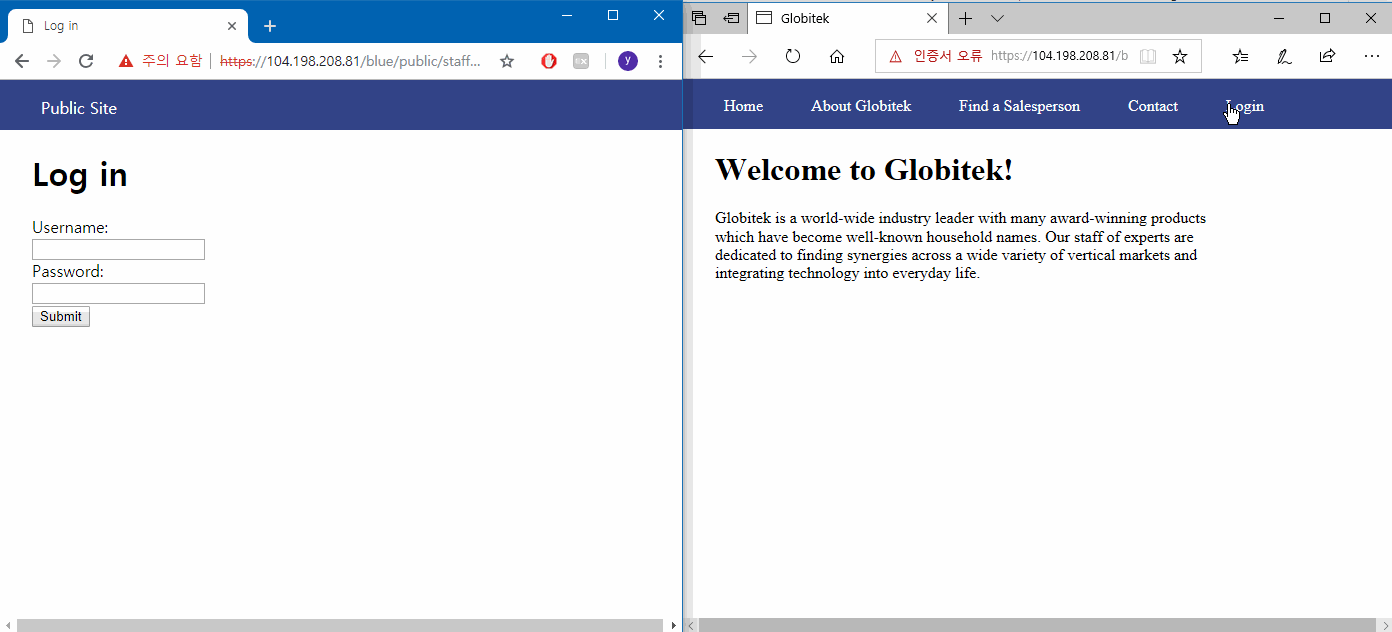 Log in
주의 요함
https://104.198.208.81/blue/public/staff...
y
Public Site
Log in
Username:
Password:
Submit
Globitek
인증서 오류
https://104.198.208.81/b
Home
About Globitek
Find a Salesperson
Contact
Login
Welcome to Globitek!
Globitek is a world-wide industry leader with many award-winning products
which have become well-known household names. Our staff of experts are
dedicated to finding synergies across a wide variety of vertical markets and
integrating technology into everyday life.